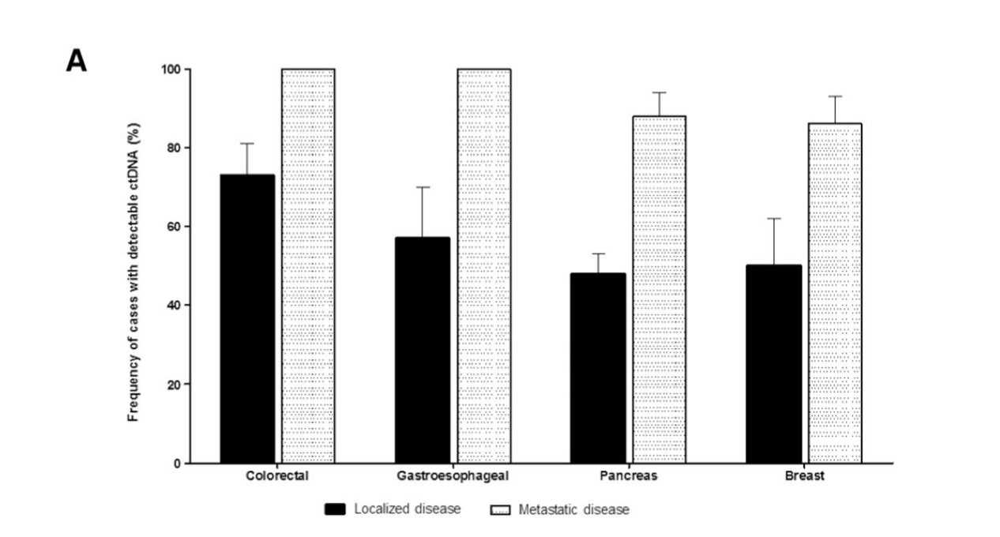 A
Frequency of cases with detectable ctDNA (%)
100
80
60
40
20
0
Colorectal Gastroesophageal Pancreas Breast
Localized disease Metastatic disease